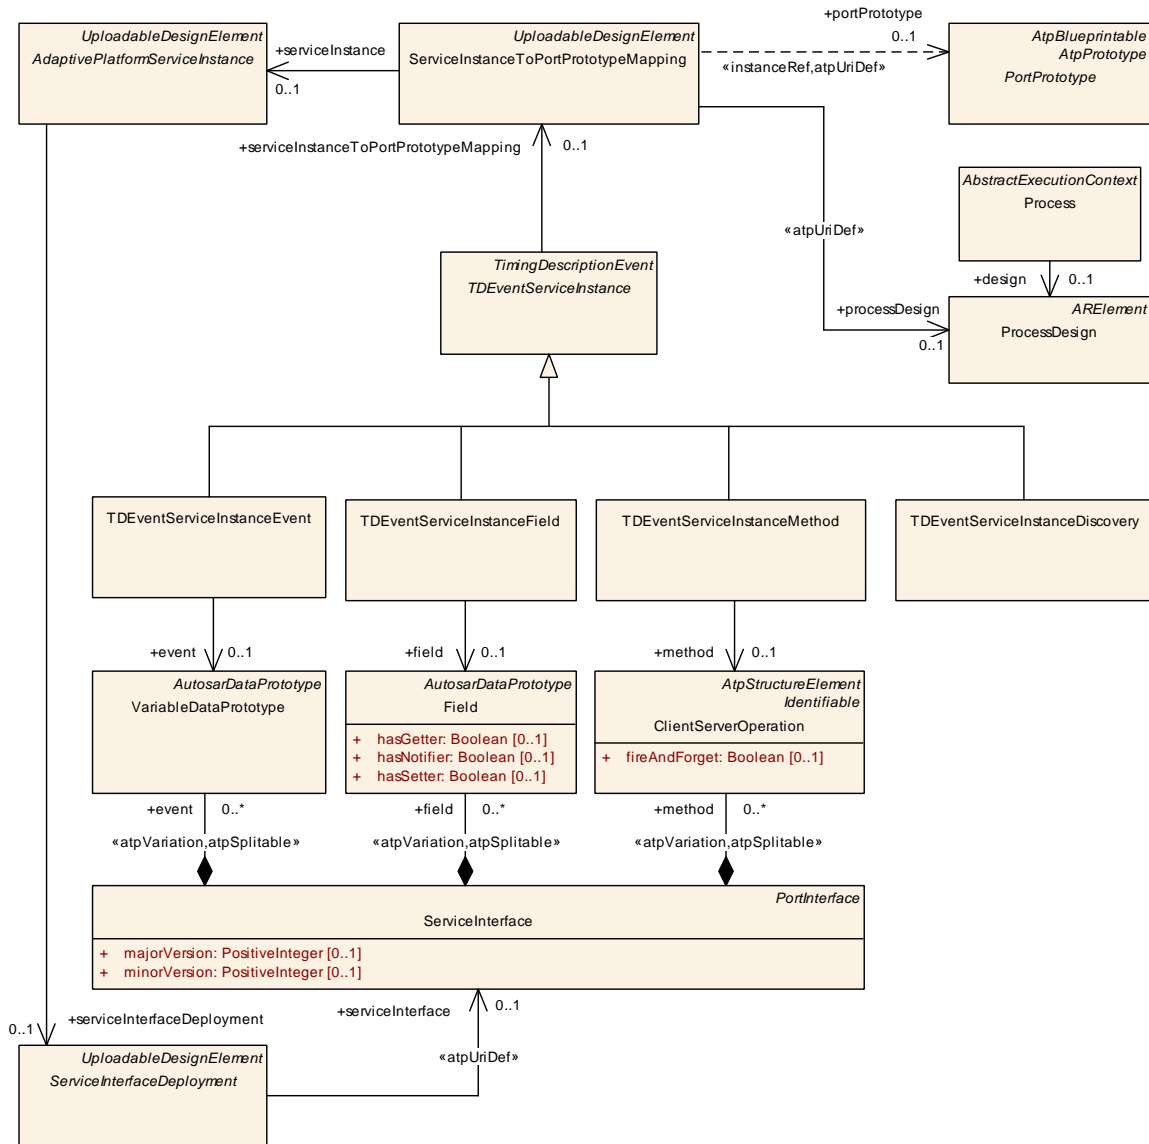 UploadableDesignElement
AdaptivePlatformServiceInstance
+serviceInstance
0..1
UploadableDesignElement
ServiceInstanceToPortPrototypeMapping
+portPrototype
0..1
«instanceRef,atpUriDef»
AtpBlueprintable
AtpPrototype
PortPrototype
+serviceInstanceToPortPrototypeMapping
0..1
AbstractExecutionContext
Process
«atpUriDef»
+design
0..1
TimingDescriptionEvent
TDEventServiceInstance
+processDesign
0..1
ARElement
ProcessDesign
TDEventServiceInstanceEvent
TDEventServiceInstanceField
TDEventServiceInstanceMethod
TDEventServiceInstanceDiscovery
+event
0..1
+field
0..1
+method
0..1
AutosarDataPrototype
VariableDataPrototype
AutosarDataPrototype
Field
+ hasGetter: Boolean [0..1]
+ hasNotifier: Boolean [0..1]
+ hasSetter: Boolean [0..1]
AtpStructureElement
Identifiable
ClientServerOperation
+ fireAndForget: Boolean [0..1]
+event
0..*
«atpVariation,atpSplitable»
+field
0..*
«atpVariation,atpSplitable»
+method
0..*
«atpVariation,atpSplitable»
PortInterface
ServiceInterface
+ majorVersion: PositiveInteger [0..1]
+ minorVersion: PositiveInteger [0..1]
+serviceInterface
0..1
+serviceInterfaceDeployment
0..1
«atpUriDef»
UploadableDesignElement
ServiceInterfaceDeployment